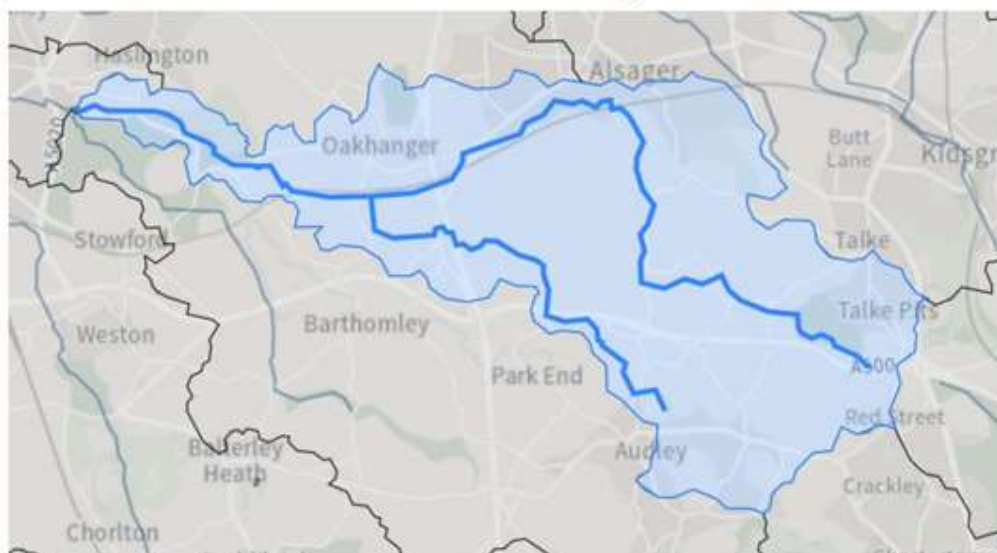 Haslington
Alsager
A5020
Oakhanger
Butt
Lane
Kidsgr
Stowford
Talke
Talke Pits
Weston
Barthomley
Park End
A500
Red Street
Balterley
Heath
Audley
Crackley
Chorlton